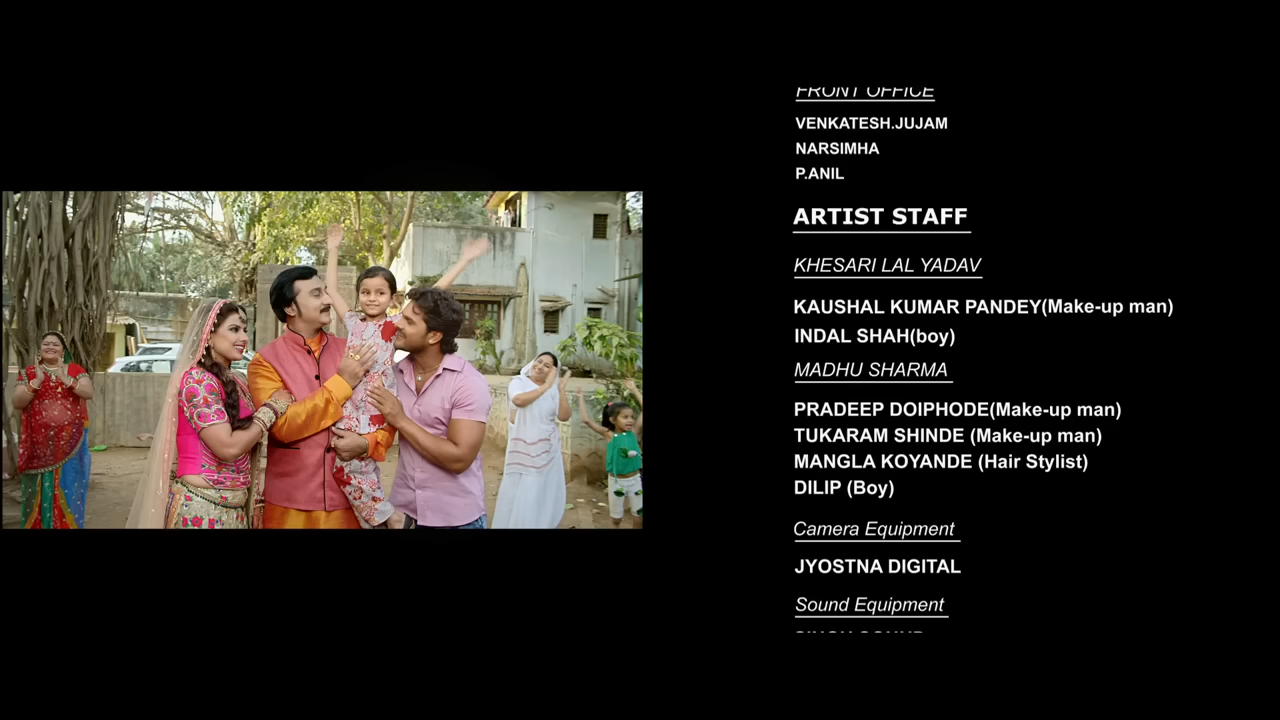 FRONT OFFICE
VENKATESH.JUJAM
NARSIMHA
P.ANIL
ARTIST STAFF
KHESARI LAL YADAV
KAUSHAL KUMAR PANDEY(Make-up man)
INDAL SHAH(boy)
MADHU SHARMA
PRADEEP DOIPHODE(Make-up man)
TUKARAM SHINDE (Make-up man)
MANGLA KOYANDE (Hair Stylist)
DILIP (Boy)
Camera Equipment
JYOSTNA DIGITAL
Sound Equipment